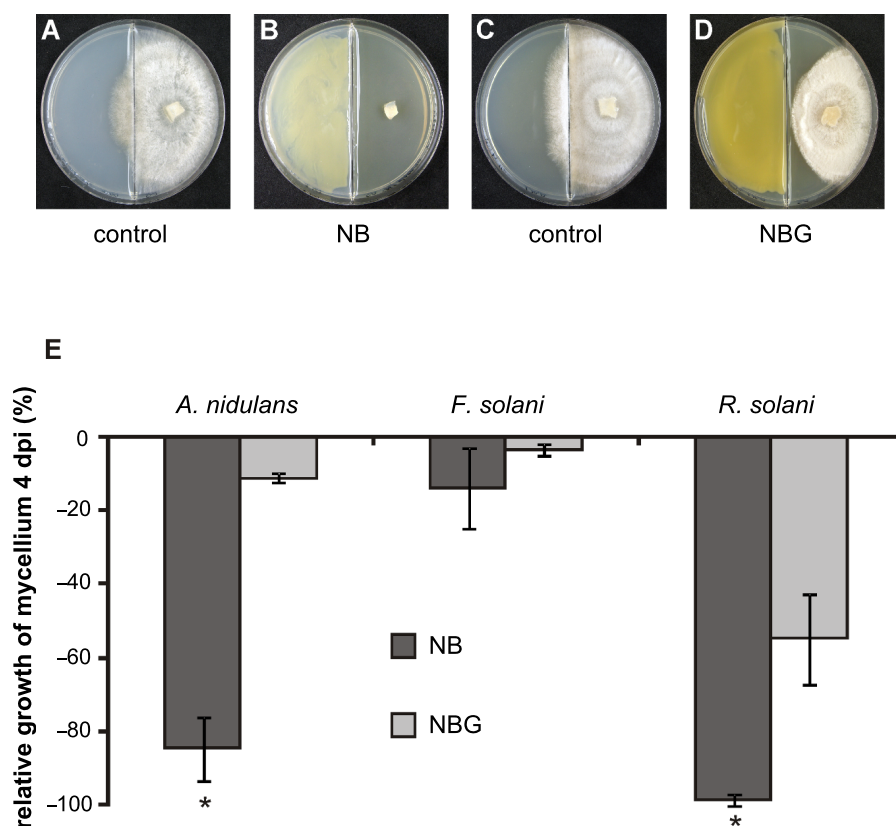 A B C D
control NB control NBG
E
A. nidulans F. solani R. solani
relative growth of mycellium 4 dpi (%)
0
–20
–40
–60
–80
–100
NB
NBG
*
*